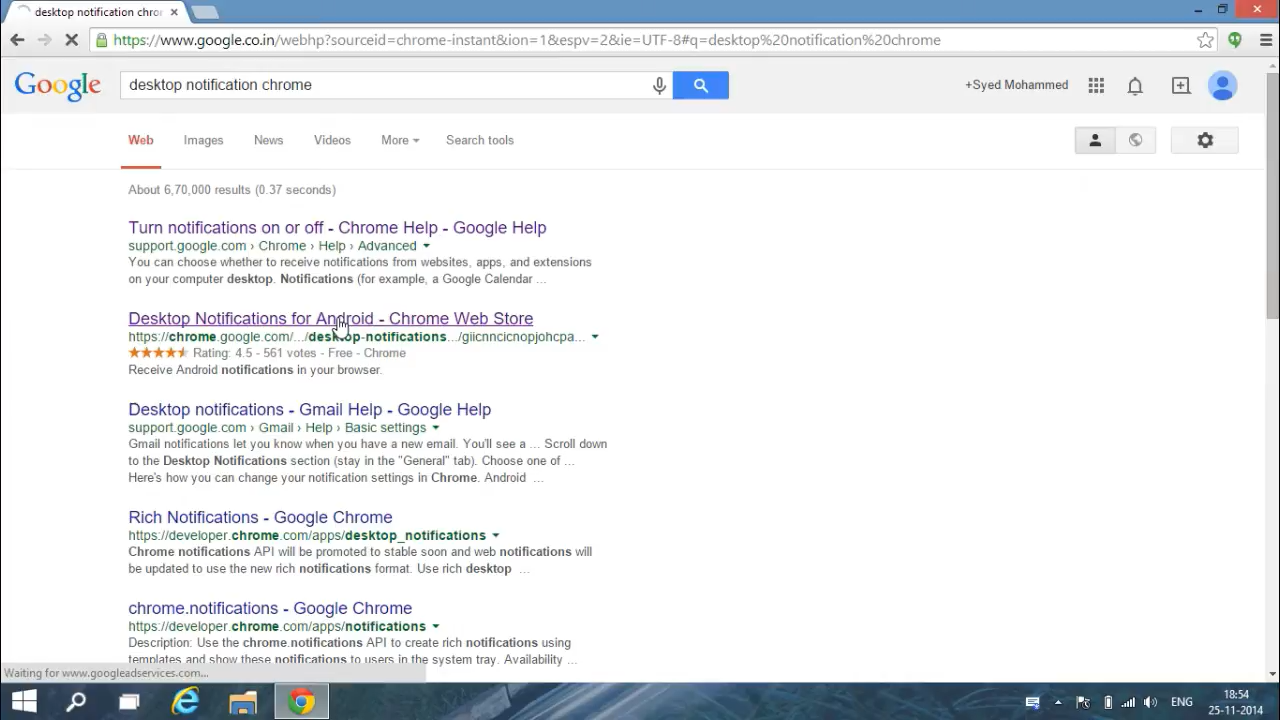 desktop notification chro
https://www.google.co.in/webhp?sourceid=chrome-instant&ion=1&espv=2&ie=UTF-8#q=desktop%20notification%20chrome
Google
desktop notification chrome
+Syed Mohammed
Web Images News Videos More Search tools
About 6,70,000 results (0.37 seconds)
Turn notifications on or off - Chrome Help - Google Help
support.google.com › Chrome › Help › Advanced
You can choose whether to receive notifications from websites, apps, and extensions
on your computer desktop. Notifications (for example, a Google Calendar ...
Desktop Notifications for Android - Chrome Web Store
https://chrome.google.com/.../desktop-notifications.../giicnncicnopjohcpa...
Rating: 4.5 - 561 votes - Free - Chrome
Receive Android notifications in your browser.
Desktop notifications - Gmail Help - Google Help
support.google.com › Gmail › Help › Basic settings
Gmail notifications let you know when you have a new email. You'll see a ... Scroll down
to the Desktop Notifications section (stay in the "General" tab). Choose one of ...
Here's how you can change your notification settings in Chrome. Android ...
Rich Notifications - Google Chrome
https://developer.chrome.com/apps/desktop_notifications
Chrome notifications API will be promoted to stable soon and web notifications will
be updated to use the new rich notifications format. Use rich desktop ...
chrome.notifications - Google Chrome
https://developer.chrome.com/apps/notifications
Description: Use the chrome.notifications API to create rich notifications using
templates and show these notifications to users in the system tray. Availability ...
Waiting for www.googleadservices.com...
ENG
18:54
25-11-2014